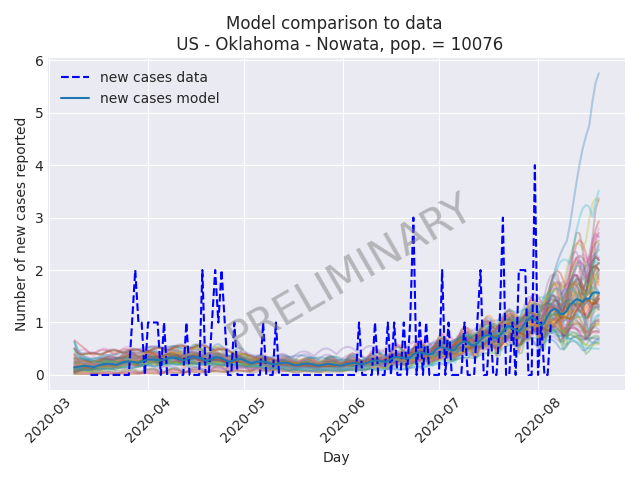 Model comparison to data
US - Oklahoma - Nowata, pop. = 10076
new cases data
new cases model
PRELIMINARY
Number of new cases reported
6
5
4
3
2
1
0
2020-03
2020-04
2020-05
2020-06
2020-07
2020-08
Day